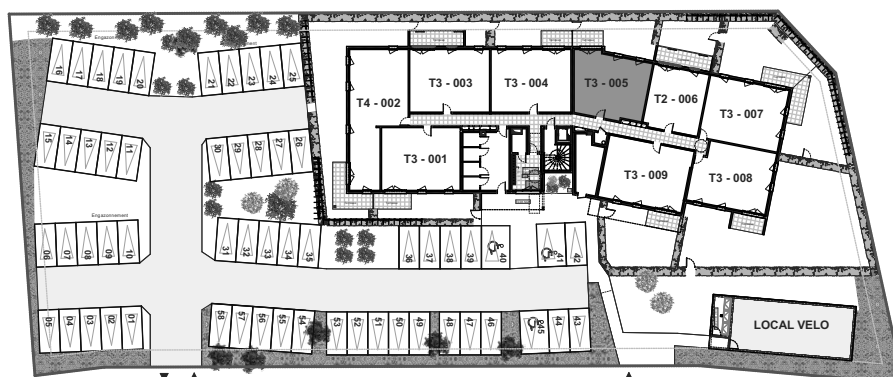 Engazonnement
16 17 18 19 20
21 22 23 24 25
T3 - 003
T3 - 004
T3 - 005
T4 - 002
T2 - 006
T3 - 007
15 14 13 12 11
30 29 28 27 26
T3 - 001
T3 - 009
T3 - 008
Engazonnement
06 07 08 09 10
31 32 33 34 35
36 37 38 39 40
41 42
05 04 03 02 01
58 57 56 55 54
53 52 51 50 49
48 47 46
45 44 43
LOCAL VELO